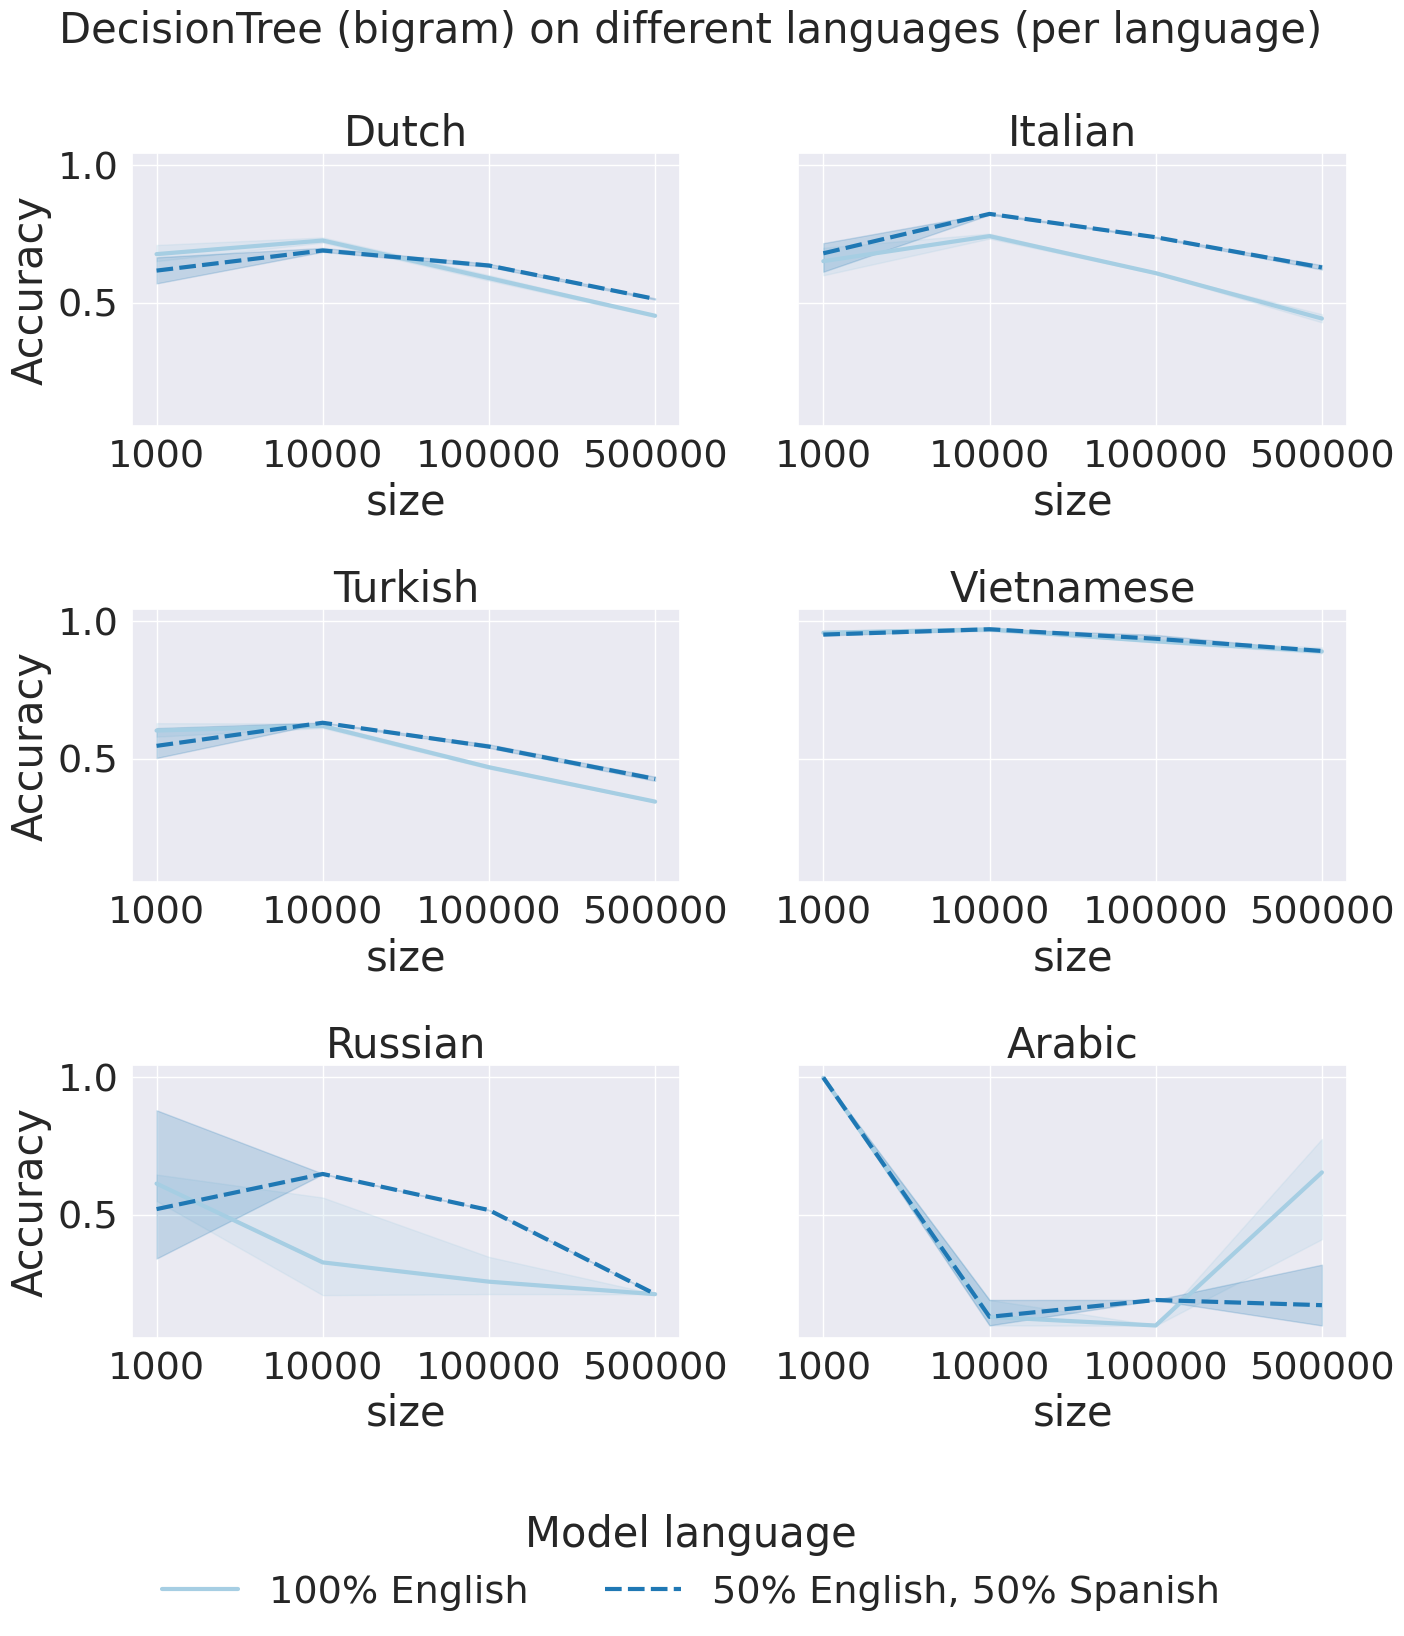 DecisionTree (bigram) on different languages (per language)
Dutch
Italian
Accuracy
1.0
0.5
1000 10000 100000 500000
size
1000 10000 100000 500000
size
Turkish
Vietnamese
Accuracy
1.0
0.5
1000 10000 100000 500000
size
1000 10000 100000 500000
size
Russian
Arabic
Accuracy
1.0
0.5
1000 10000 100000 500000
size
1000 10000 100000 500000
size
Model language
100% English
50% English, 50% Spanish